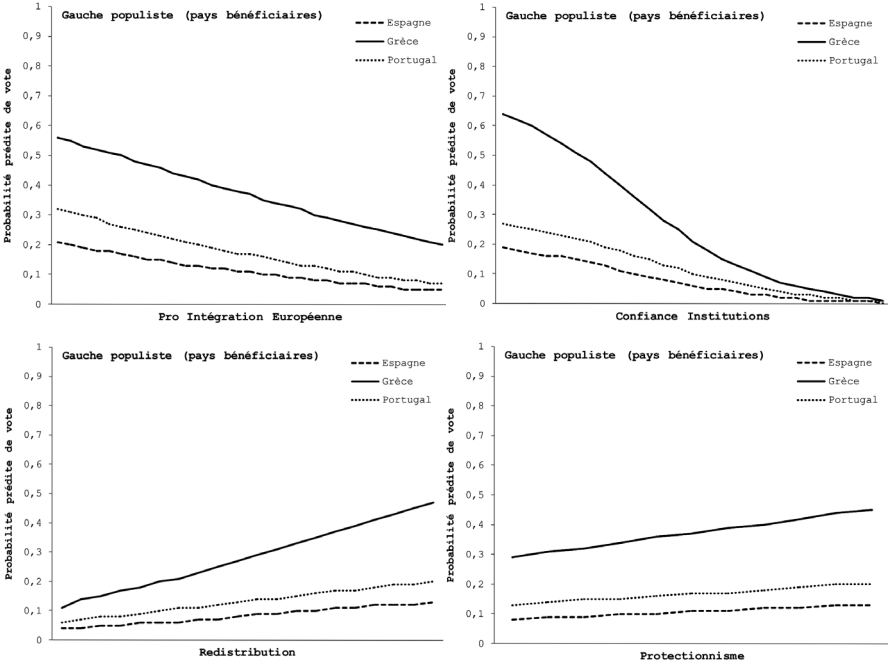 Gauche populiste (pays bénéficiaires)
Espagne
Grèce
Portugal
Probabilité prédite de vote
1
0,9
0,8
0,7
0,6
0,5
0,4
0,3
0,2
0,1
0
Pro Intégration Européenne
Gauche populiste (pays bénéficiaires)
Espagne
Grèce
Portugal
Probabilité prédite de vote
1
0,9
0,8
0,7
0,6
0,5
0,4
0,3
0,2
0,1
0
Confiance Institutions
Gauche populiste (pays bénéficiaires)
Espagne
Grèce
Portugal
Probabilité prédite de vote
1
0,9
0,8
0,7
0,6
0,5
0,4
0,3
0,2
0,1
0
Redistribution
Gauche populiste (pays bénéficiaires)
Espagne
Grèce
Portugal
Probabilité prédite de vote
1
0,9
0,8
0,7
0,6
0,5
0,4
0,3
0,2
0,1
0
Protectionnisme